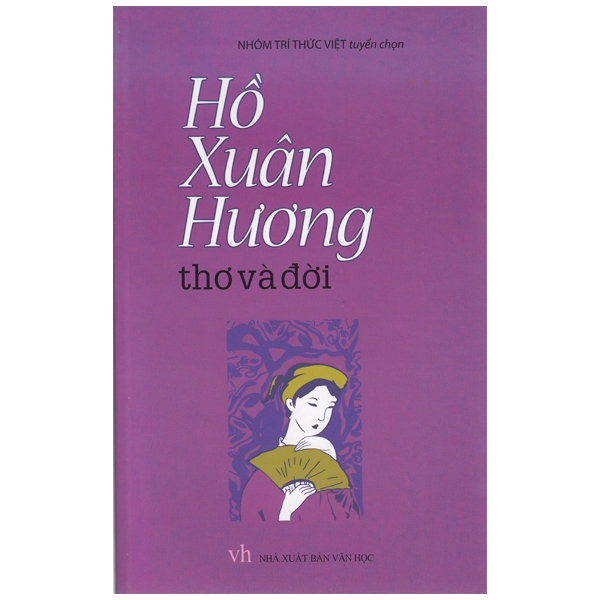 NHÓM TRÍ THỨC VIỆT tuyển chọn
Hồ
Xuân
Hương
thơ và đời
vh NHÀ XUẤT BẢN VĂN HỌC